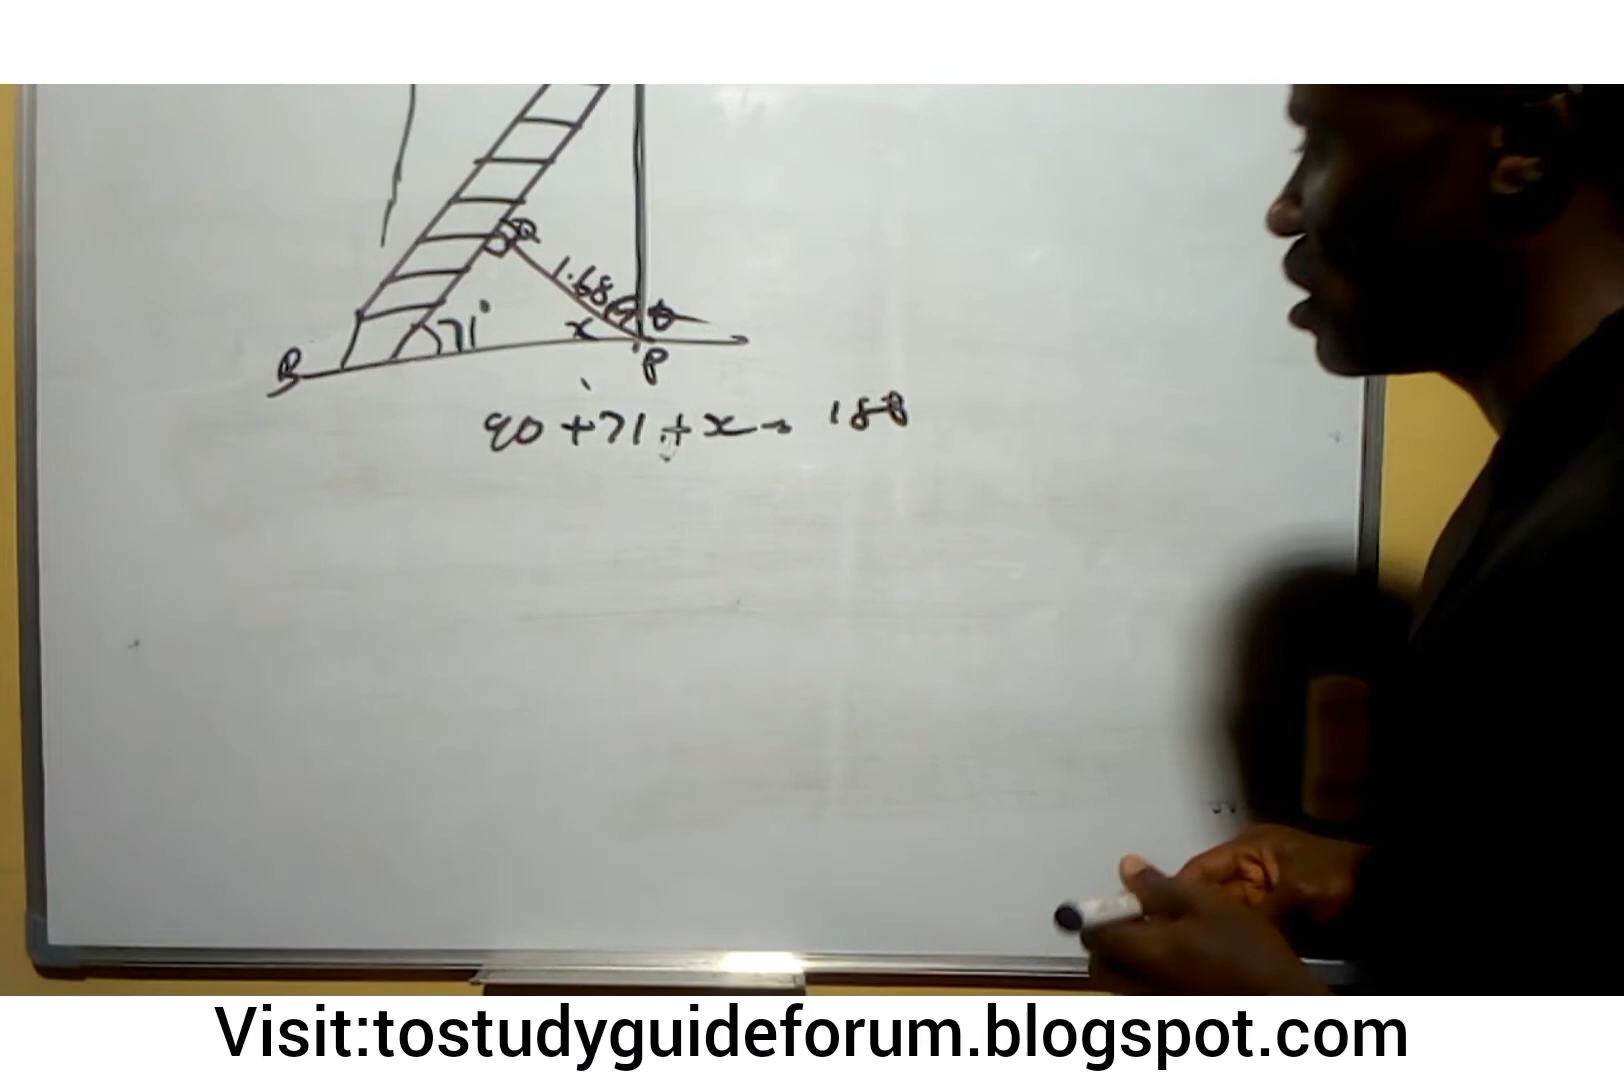 Q
1.68
71°
x
θ
B
P
90 + 71 + x = 180
Visit:tostudyguideforum.blogspot.com